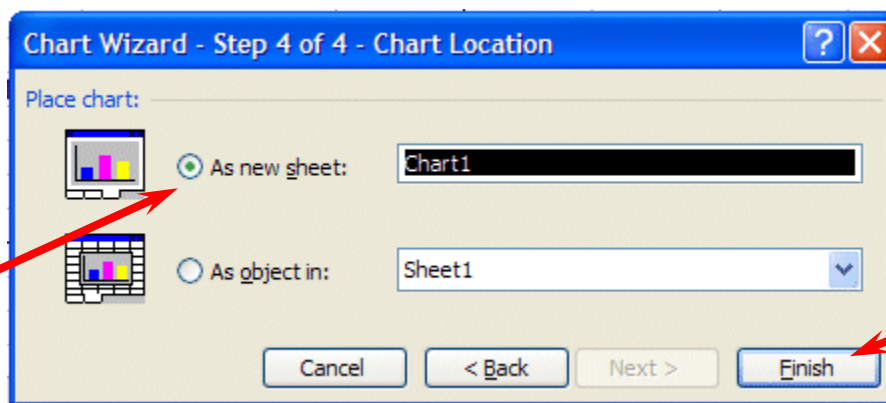 Chart Wizard - Step 4 of 4 - Chart Location
Place chart:
As new sheet: Chart1
As object in: Sheet1
Cancel < Back Next > Finish